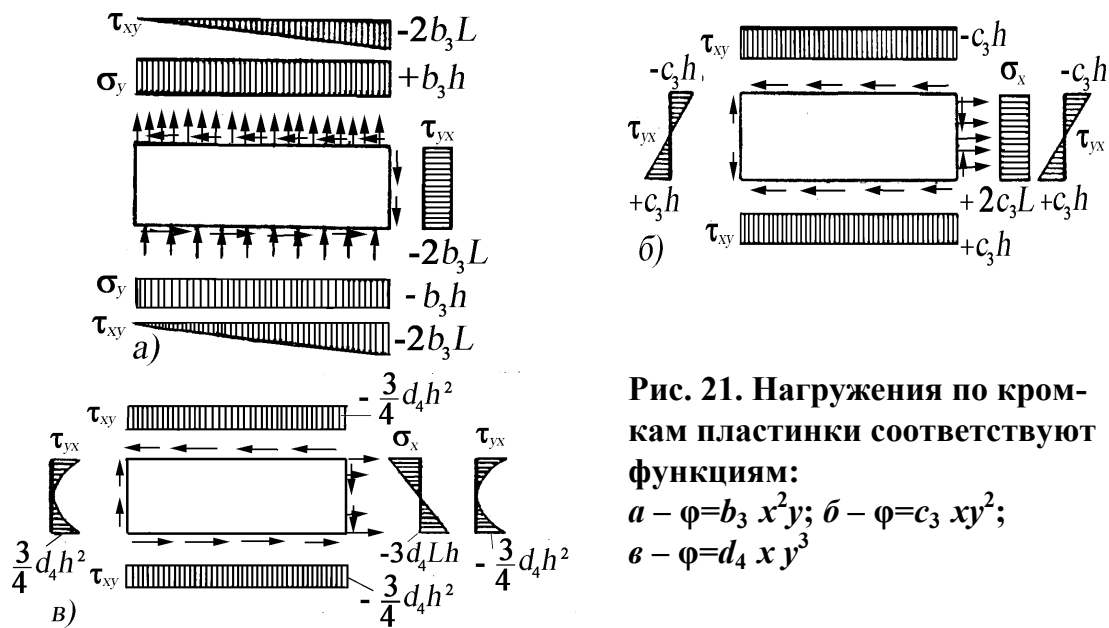 τxy
-2b₃L
σy
+b₃h
τyx
-2b₃L
σy
- b₃h
τxy
-2b₃L
а)
τxy
-c₃h
-c₃h
σx
-c₃h
τyx
τyx
+c₃h
+2c₃L
+c₃h
τxy
+c₃h
б)
τxy
- 3/4 d₄h²
τyx
σx
τyx
3/4 d₄h²
-3d₄Lh
- 3/4 d₄h²
τxy
- 3/4 d₄h²
в)
Рис. 21. Нагружения по кром-
кам пластинки соответствуют
функциям:
а – φ=b₃ x²y; б – φ=c₃ xy²;
в – φ=d₄ x y³